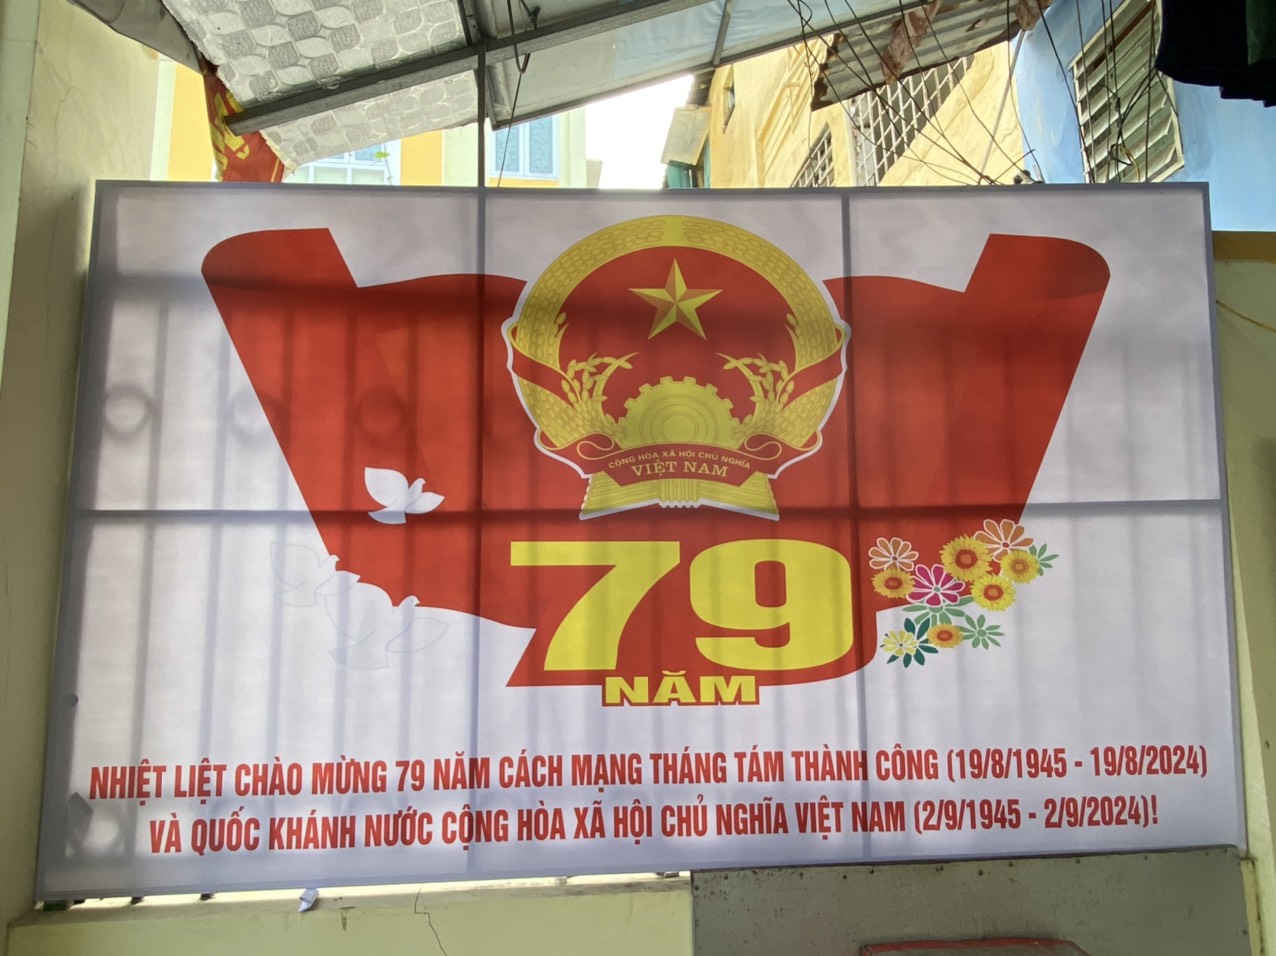 CỘNG HÒA XÃ HỘI CHỦ NGHĨA
VIỆT NAM
79
NĂM
NHIỆT LIỆT CHÀO MỪNG 79 NĂM CÁCH MẠNG THÁNG TÁM THÀNH CÔNG (19/8/1945 - 19/8/2024)
VÀ QUỐC KHÁNH NƯỚC CỘNG HÒA XÃ HỘI CHỦ NGHĨA VIỆT NAM (2/9/1945 - 2/9/2024)!